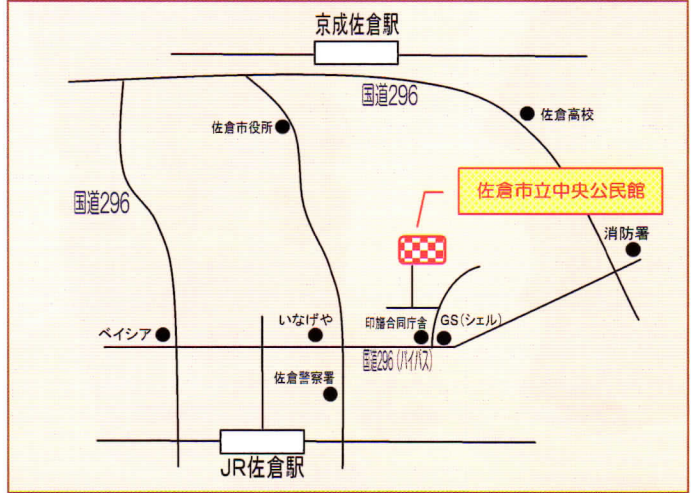 京成佐倉駅
国道296
佐倉高校
佐倉市役所
佐倉市立中央公民館
国道296
消防署
いなげや
印旛合同庁舎
GS(シェル)
ベイシア
国道296(バイパス)
佐倉警察署
JR佐倉駅